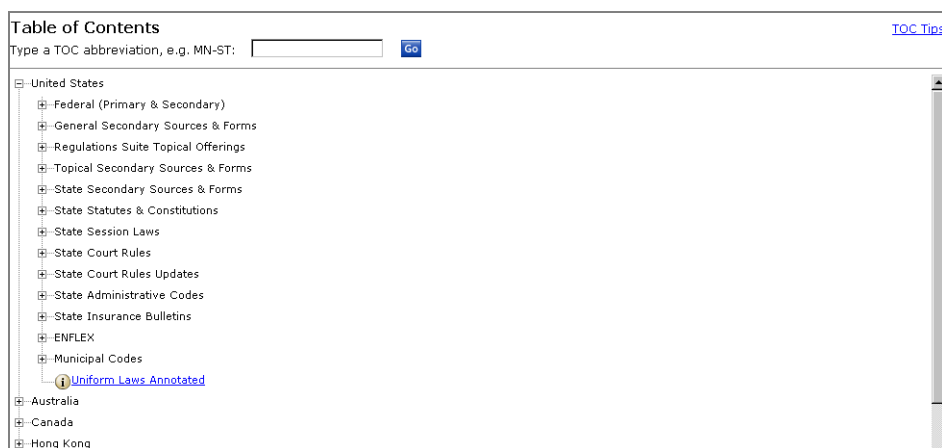 Table of Contents
TOC Tips
Type a TOC abbreviation, e.g. MN-ST:
Go
United States
Federal (Primary & Secondary)
General Secondary Sources & Forms
Regulations Suite Topical Offerings
Topical Secondary Sources & Forms
State Secondary Sources & Forms
State Statutes & Constitutions
State Session Laws
State Court Rules
State Court Rules Updates
State Administrative Codes
State Insurance Bulletins
ENFLEX
Municipal Codes
Uniform Laws Annotated
Australia
Canada
Hong Kong